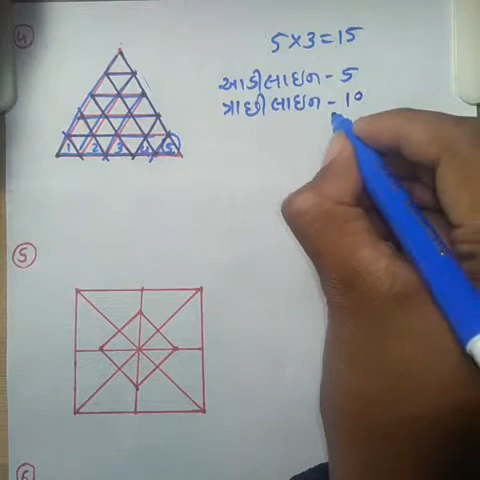 ④
5×3=15
આડી લાઇન - 5
ત્રાછી લાઇન - 10
1 2 3 4 5
⑤
⑥